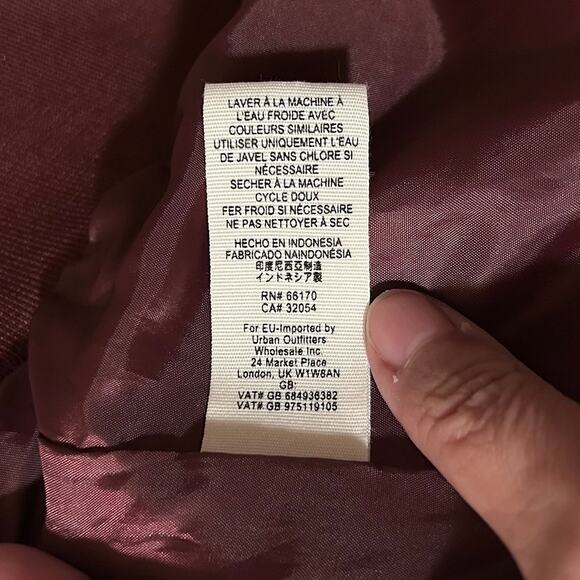 LAVER À LA MACHINE À
L'EAU FROIDE AVEC
COULEURS SIMILAIRES
UTILISER UNIQUEMENT L'EAU
DE JAVEL SANS CHLORE SI
NÉCESSAIRE
SECHER À LA MACHINE
CYCLE DOUX
FER FROID SI NÉCESSAIRE
NE PAS NETTOYER À SEC
HECHO EN INDONESIA
FABRICADO NAINDONÉSIA
印度尼西亞制造
インドネシア製
RN# 66170
CA# 32054
For EU-Imported by
Urban Outfitters
Wholesale Inc.
24 Market Place
London, UK W1W8AN
GB:
VAT# GB 684936382
VAT# GB 975119105